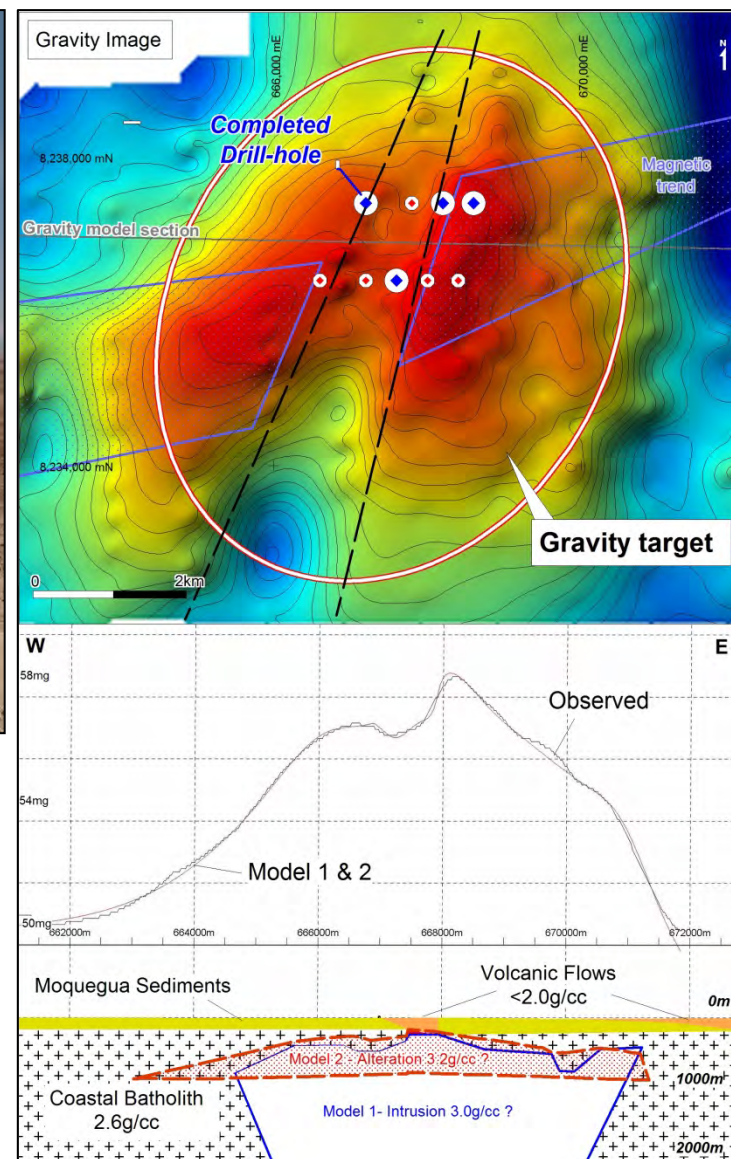 Gravity Image
666,000 mE
670,000 mE
N
1
Completed
Drill-hole
8,238,000 mN
Magnetic
trend
Gravity model section
8,234,000 mN
Gravity target
0
2km
W
E
58mg
Observed
54mg
Model 1 & 2
50mg
662000m
664000m
666000m
668000m
670000m
672000m
Volcanic Flows
<2.0g/cc
Moquegua Sediments
0m
Model 2 - Alteration 3.2g/cc ?
1000m
Coastal Batholith
2.6g/cc
Model 1- Intrusion 3.0g/cc ?
2000m